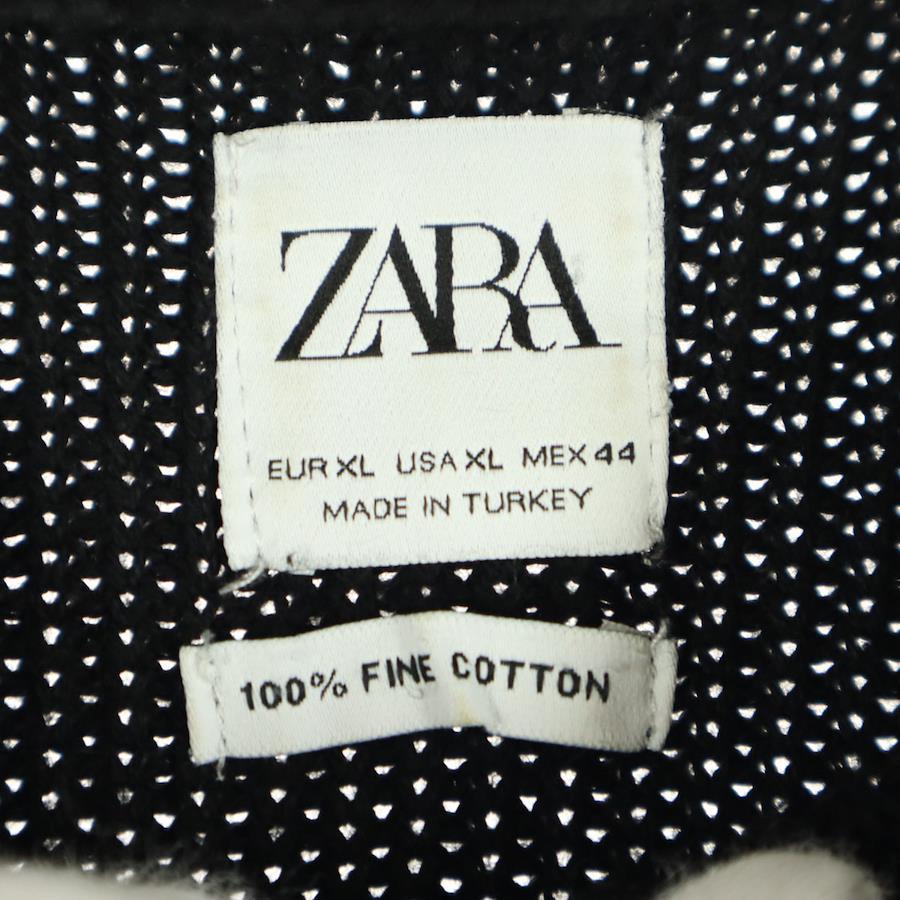 ZARA
EUR XL USA XL MEX 44
MADE IN TURKEY
100% FINE COTTON